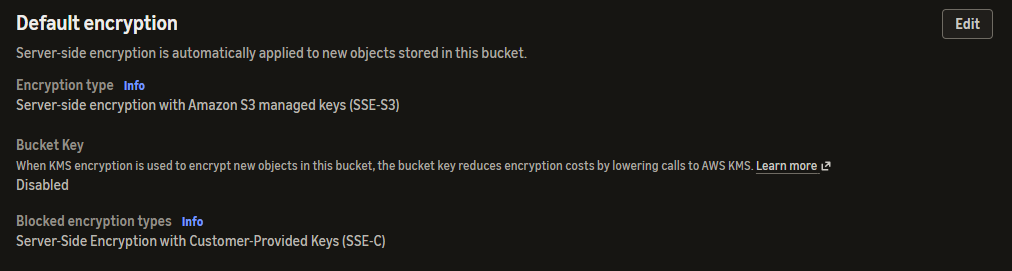 Default encryption
Edit
Server-side encryption is automatically applied to new objects stored in this bucket.
Encryption type Info
Server-side encryption with Amazon S3 managed keys (SSE-S3)
Bucket Key
When KMS encryption is used to encrypt new objects in this bucket, the bucket key reduces encryption costs by lowering calls to AWS KMS. Learn more
Disabled
Blocked encryption types Info
Server-Side Encryption with Customer-Provided Keys (SSE-C)